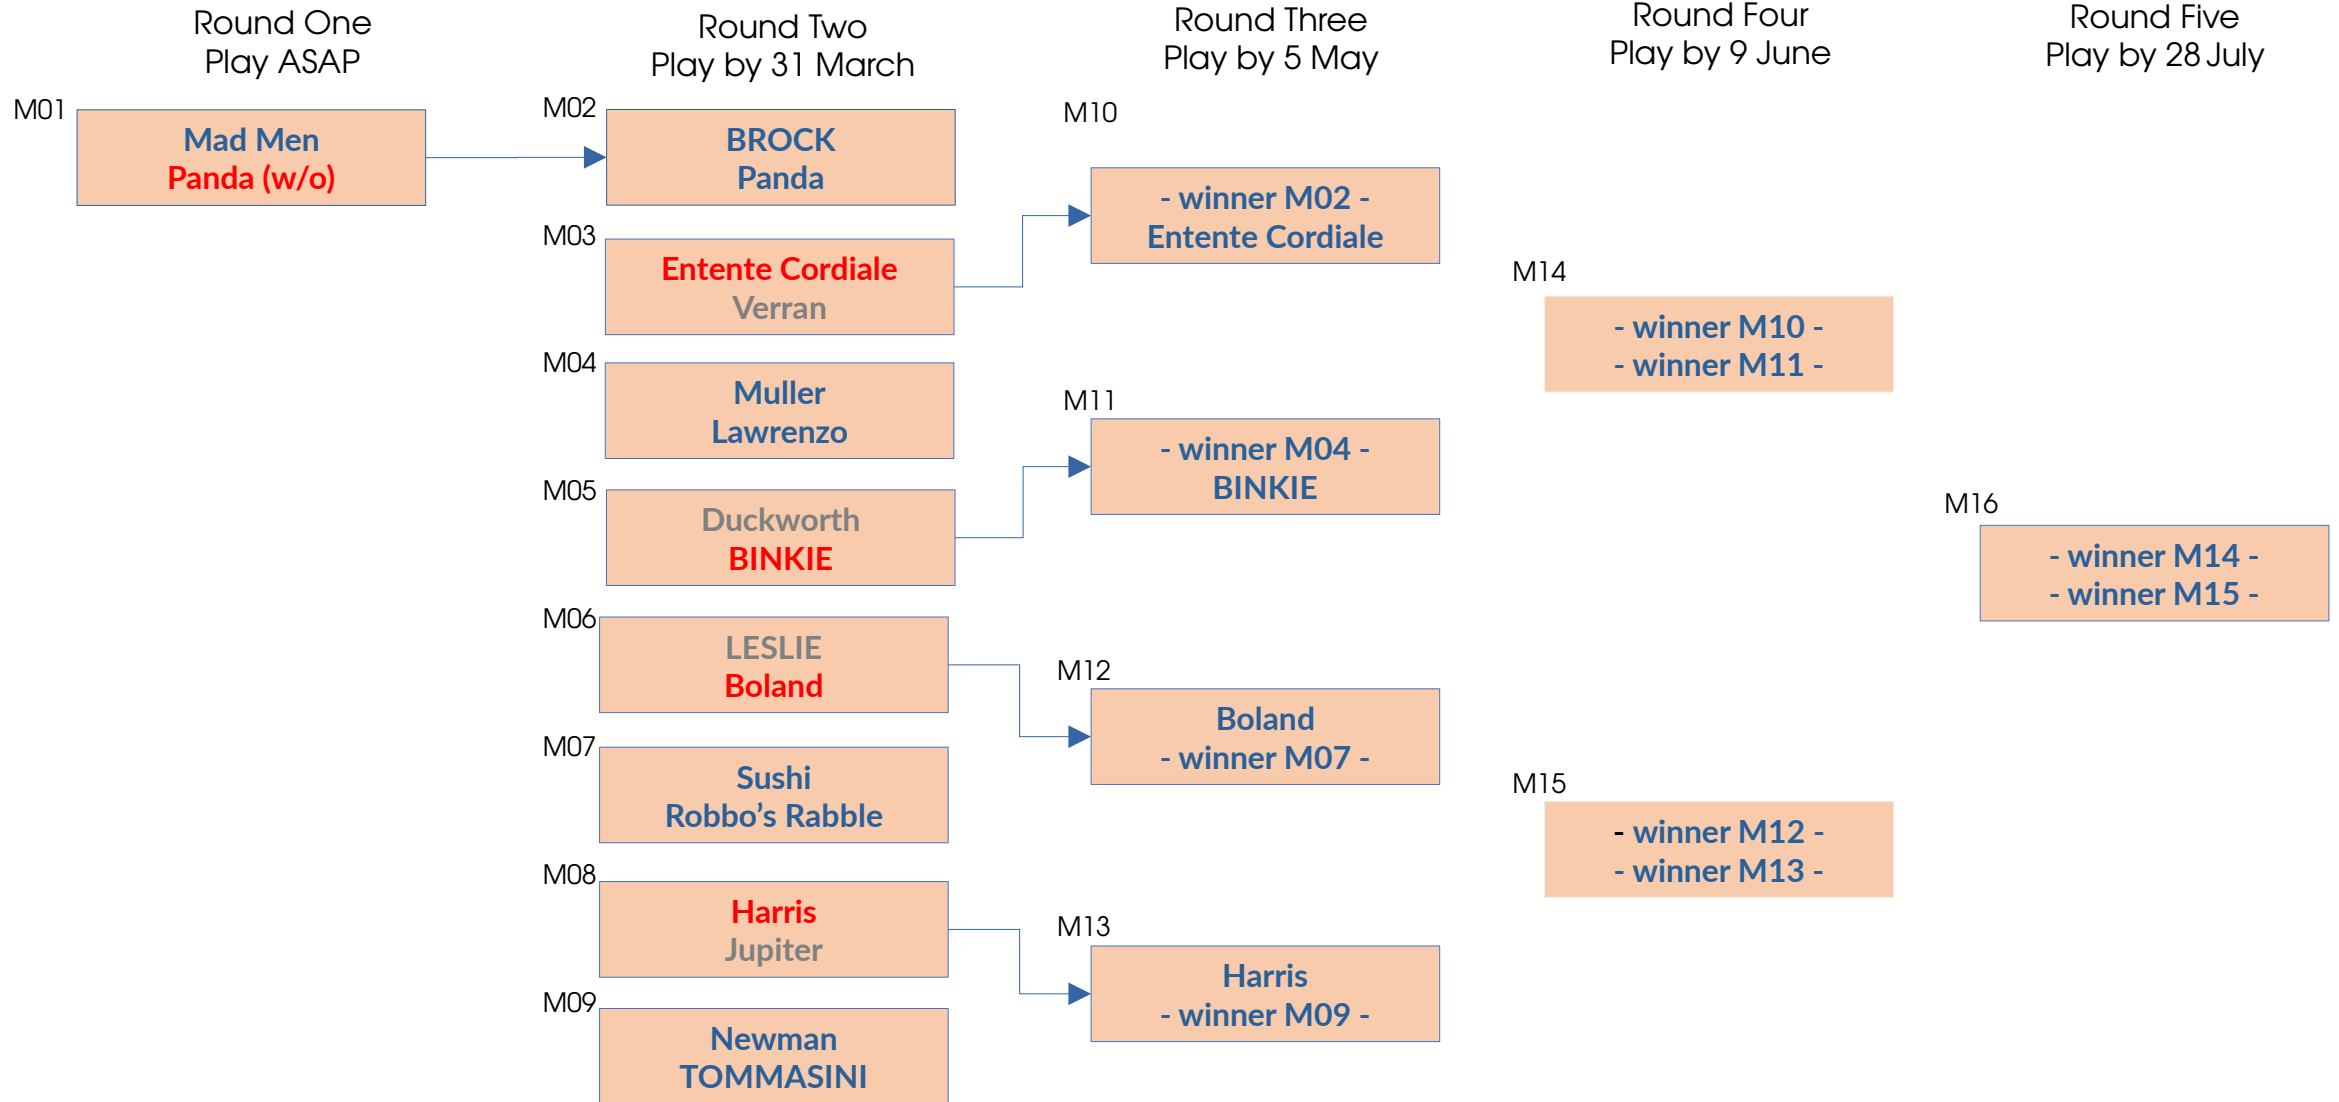 Round One
Play ASAP
Round Two
Play by 31 March
Round Three
Play by 5 May
Round Four
Play by 9 June
Round Five
Play by 28 July
M01
Mad Men
Panda (w/o)
M02
BROCK
Panda
M03
Entente Cordiale
Verran
M04
Muller
Lawrenzo
M05
Duckworth
BINKIE
M06
LESLIE
Boland
M07
Sushi
Robbo’s Rabble
M08
Harris
Jupiter
M09
Newman
TOMMASINI
M10
- winner M02 -
Entente Cordiale
M11
- winner M04 -
BINKIE
M12
Boland
- winner M07 -
M13
Harris
- winner M09 -
M14
- winner M10 -
- winner M11 -
M15
- winner M12 -
- winner M13 -
M16
- winner M14 -
- winner M15 -